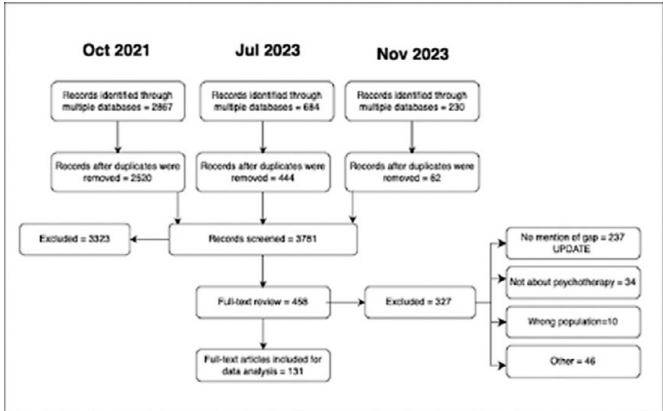 Oct 2021
Jul 2023
Nov 2023
Records identified through
multiple databases = 2867
Records identified through
multiple databases = 684
Records identified through
multiple databases = 230
Records after duplicates were
removed = 2520
Records after duplicates were
removed = 444
Records after duplicates were
removed = 62
Excluded = 3323
Records screened = 3781
No mention of gap = 237
UPDATE
Not about psychotherapy = 34
Full-text review = 458
Excluded = 327
Wrong population=10
Full-text articles included for
data analysis = 131
Other = 46